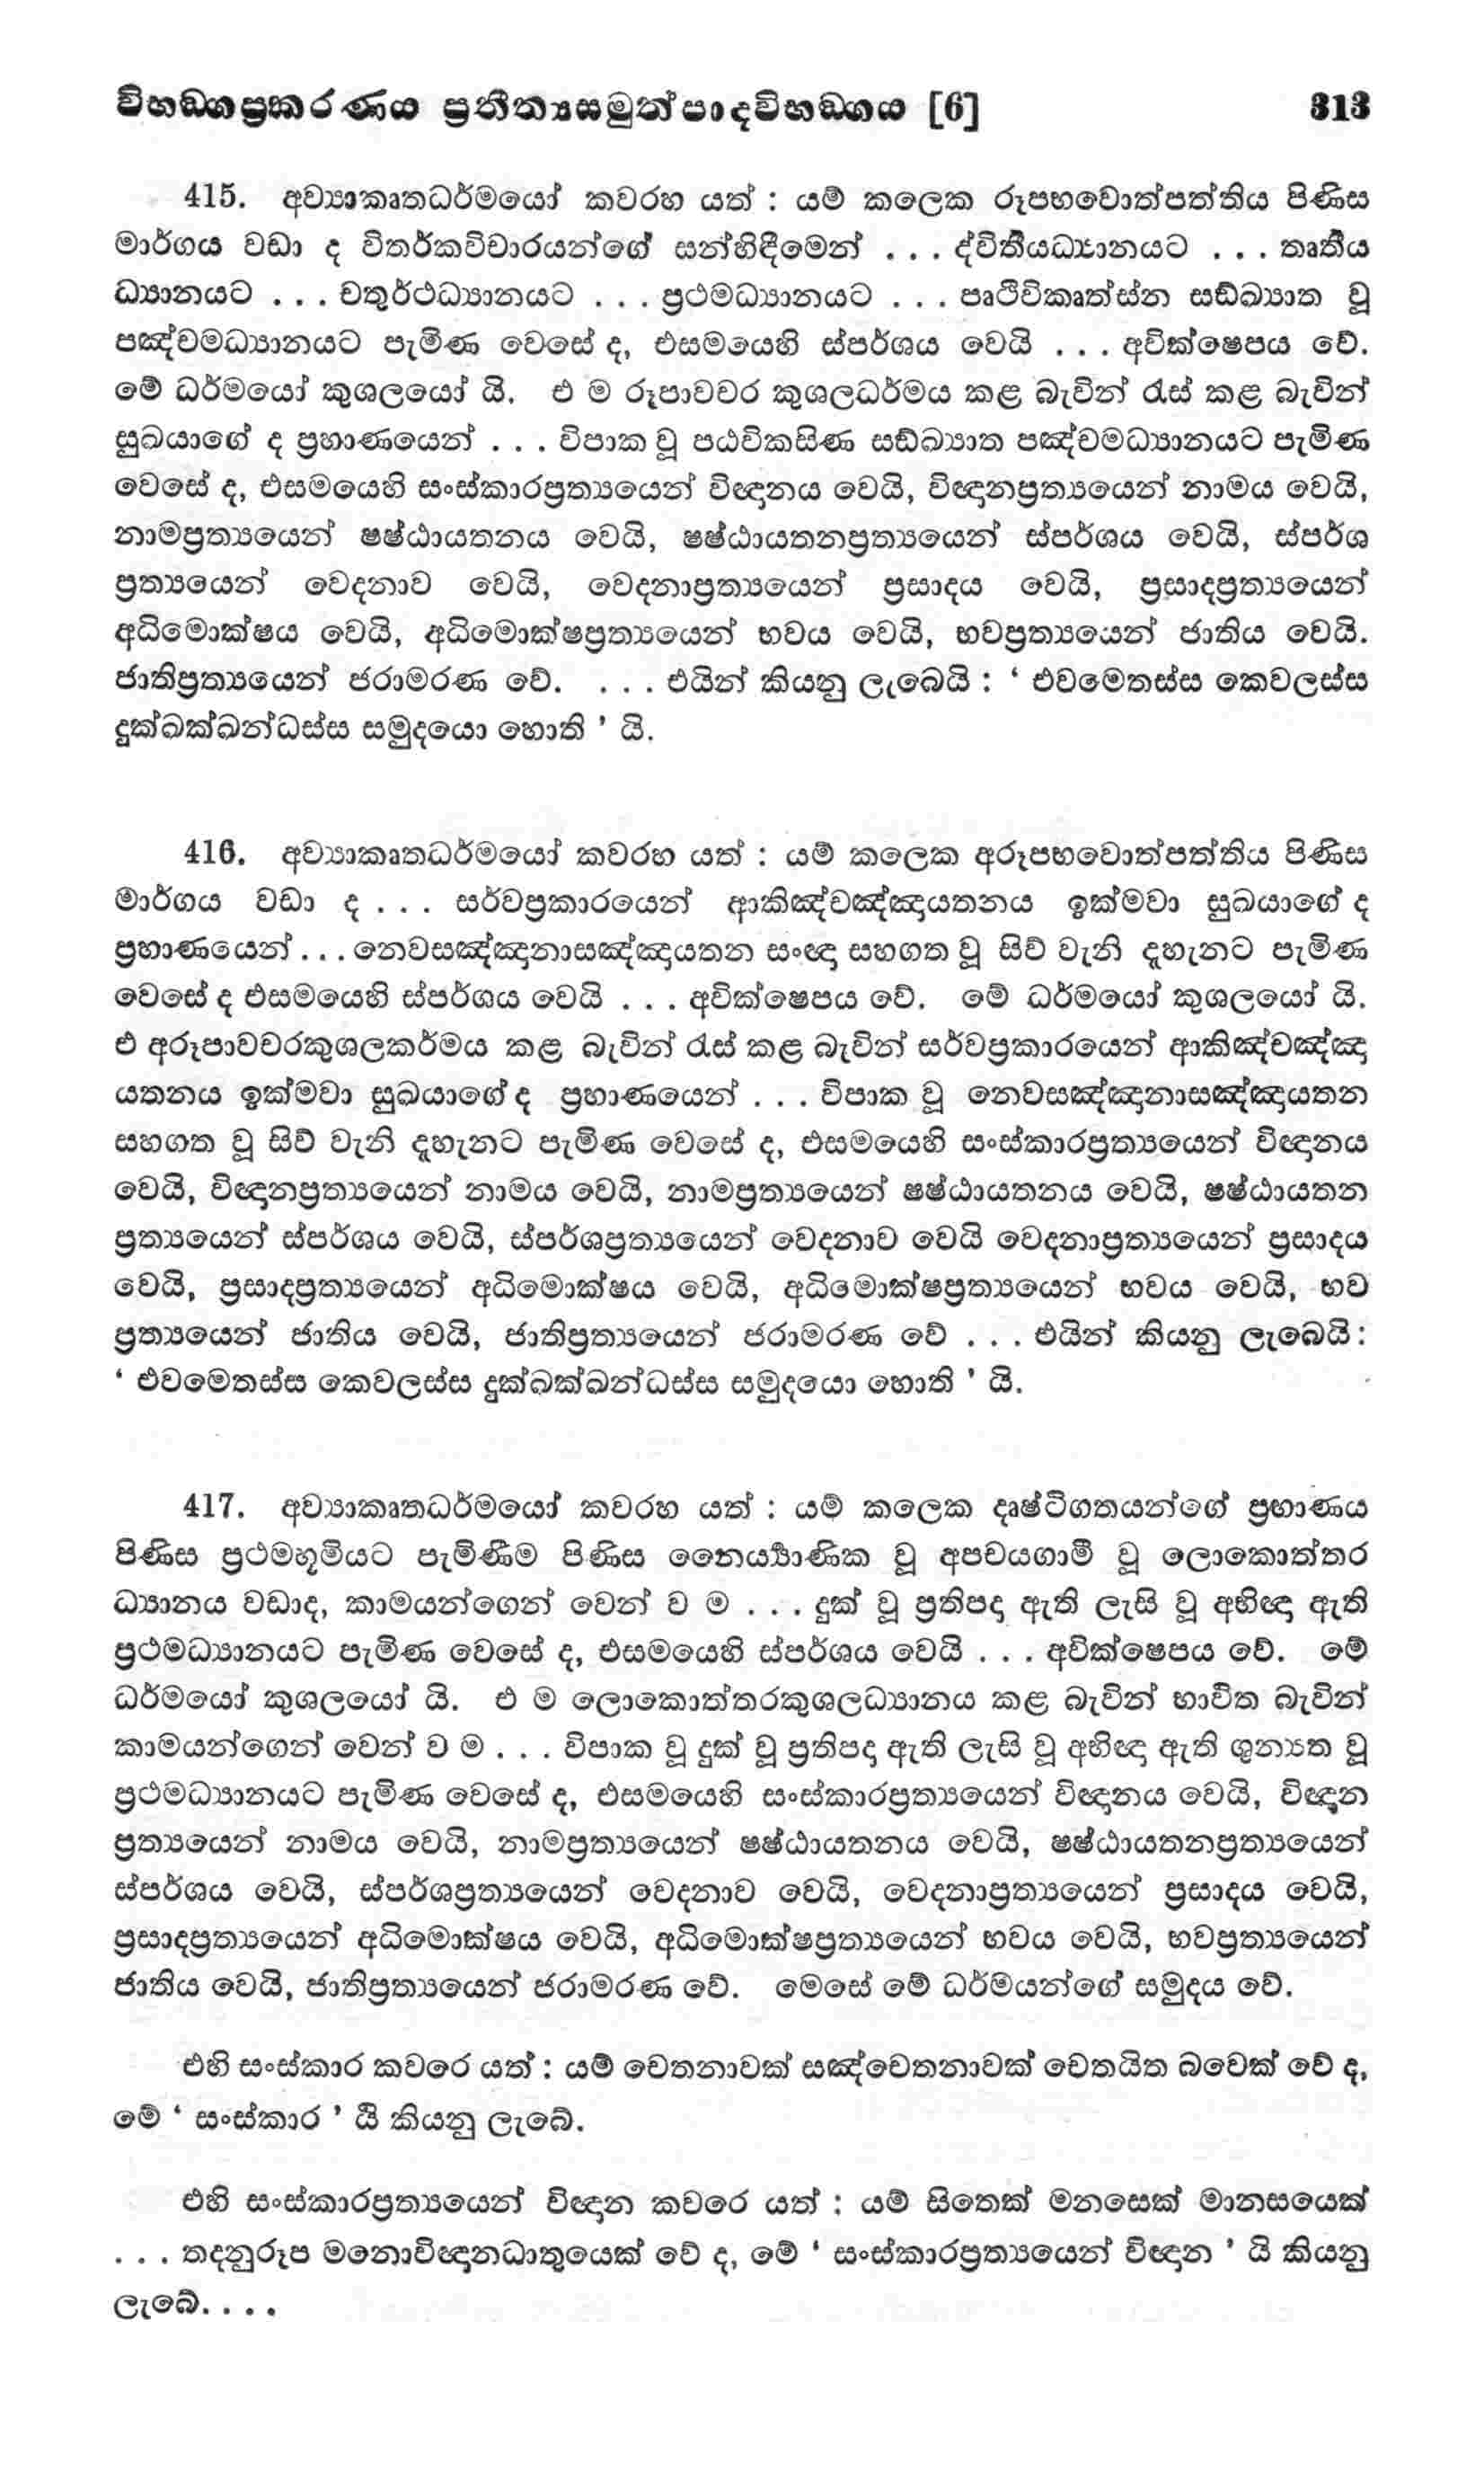 විභඞ්ගප්‍රකරණය ප්‍රතීත්‍යසමුත්පාදවිභඞ්ගය [6] 313
415. අව්‍යාකෘතධර්මයෝ කවරහ යත් : යම් කලෙක රූපභවොත්පත්තිය පිණිස
මාර්ගය වඩා ද විතර්කවිචාරයන්ගේ සන්හිඳීමෙන් . . . ද්විතීයධ්‍යානයට . . . තෘතීය
ධ්‍යානයට . . . චතුර්ථධ්‍යානයට . . . ප්‍රථමධ්‍යානයට . . . පෘථිවිකෘත්ස්න සඞ්ඛ්‍යාත වූ
පඤ්චමධ්‍යානයට පැමිණ වෙසේ ද, එසමයෙහි ස්පර්ශය වෙයි . . . අවික්ෂෙපය වේ.
මේ ධර්මයෝ කුශලයෝ යි. එ ම රූපාවචර කුශලධර්මය කළ බැවින් රැස් කළ බැවින්
සුඛයාගේ ද ප්‍රහාණයෙන් . . . විපාක වූ පඨවිකසිණ සඞ්ඛ්‍යාත පඤ්චමධ්‍යානයට පැමිණ
වෙසේ ද, එසමයෙහි සංස්කාරප්‍රත්‍යයෙන් විඥානය වෙයි, විඥානප්‍රත්‍යයෙන් නාමය වෙයි,
නාමප්‍රත්‍යයෙන් ෂෂ්ඨායතනය වෙයි, ෂෂ්ඨායතනප්‍රත්‍යයෙන් ස්පර්ශය වෙයි, ස්පර්ශ
ප්‍රත්‍යයෙන් වෙදනාව වෙයි, වෙදනාප්‍රත්‍යයෙන් ප්‍රසාදය වෙයි, ප්‍රසාදප්‍රත්‍යයෙන්
අධිමොක්ෂය වෙයි, අධිමොක්ෂප්‍රත්‍යයෙන් භවය වෙයි, භවප්‍රත්‍යයෙන් ජාතිය වෙයි.
ජාතිප්‍රත්‍යයෙන් ජරාමරණ වේ. . . . එයින් කියනු ලැබෙයි : ‘ එවමෙතස්ස කෙවලස්ස
දුක්ඛක්ඛන්ධස්ස සමුදයො හොති ’ යි.
416. අව්‍යාකෘතධර්මයෝ කවරහ යත් : යම් කලෙක අරූපභවොත්පත්තිය පිණිස
මාර්ගය වඩා ද . . . සර්වප්‍රකාරයෙන් ආකිඤ්චඤ්ඤායතනය ඉක්මවා සුඛයාගේ ද
ප්‍රහාණයෙන් . . . නෙවසඤ්ඤානාසඤ්ඤායතන සංඥා සහගත වූ සිව් වැනි දැහැනට පැමිණ
වෙසේ ද එසමයෙහි ස්පර්ශය වෙයි . . . අවික්ෂෙපය වේ. මේ ධර්මයෝ කුශලයෝ යි.
එ අරූපාවචරකුශලකර්මය කළ බැවින් රැස් කළ බැවින් සර්වප්‍රකාරයෙන් ආකිඤ්චඤ්ඤා
යතනය ඉක්මවා සුඛයාගේ ද ප්‍රහාණයෙන් . . . විපාක වූ නෙවසඤ්ඤානාසඤ්ඤායතන
සහගත වූ සිව් වැනි දැහැනට පැමිණ වෙසේ ද, එසමයෙහි සංස්කාරප්‍රත්‍යයෙන් විඥානය
වෙයි, විඥානප්‍රත්‍යයෙන් නාමය වෙයි, නාමප්‍රත්‍යයෙන් ෂෂ්ඨායතනය වෙයි, ෂෂ්ඨායතන
ප්‍රත්‍යයෙන් ස්පර්ශය වෙයි, ස්පර්ශප්‍රත්‍යයෙන් වෙදනාව වෙයි වෙදනාප්‍රත්‍යයෙන් ප්‍රසාදය
වෙයි, ප්‍රසාදප්‍රත්‍යයෙන් අධිමොක්ෂය වෙයි, අධිමොක්ෂප්‍රත්‍යයෙන් භවය වෙයි, භව
ප්‍රත්‍යයෙන් ජාතිය වෙයි, ජාතිප්‍රත්‍යයෙන් ජරාමරණ වේ . . . එයින් කියනු ලැබෙයි :
‘ එවමෙතස්ස කෙවලස්ස දුක්ඛක්ඛන්ධස්ස සමුදයො හොති ’ යි.
417. අව්‍යාකෘතධර්මයෝ කවරහ යත් : යම් කලෙක දෘෂ්ටිගතයන්ගේ ප්‍රහාණය
පිණිස ප්‍රථමභූමියට පැමිණීම පිණිස නෛර්‍ය්‍යාණික වූ අපචයගාමී වූ ලොකොත්තර
ධ්‍යානය වඩාද, කාමයන්ගෙන් වෙන් ව ම . . . දුක් වූ ප්‍රතිපදා ඇති ලැසි වූ අභිඥා ඇති
ප්‍රථමධ්‍යානයට පැමිණ වෙසේ ද, එසමයෙහි ස්පර්ශය වෙයි . . . අවික්ෂෙපය වේ. මේ
ධර්මයෝ කුශලයෝ යි. එ ම ලොකොත්තරකුශලධ්‍යානය කළ බැවින් භාවිත බැවින්
කාමයන්ගෙන් වෙන් ව ම . . . විපාක වූ දුක් වූ ප්‍රතිපදා ඇති ලැසි වූ අභිඥා ඇති ශුන්‍යත වූ
ප්‍රථමධ්‍යානයට පැමිණ වෙසේ ද, එසමයෙහි සංස්කාරප්‍රත්‍යයෙන් විඥානය වෙයි, විඥාන
ප්‍රත්‍යයෙන් නාමය වෙයි, නාමප්‍රත්‍යයෙන් ෂෂ්ඨායතනය වෙයි, ෂෂ්ඨායතනප්‍රත්‍යයෙන්
ස්පර්ශය වෙයි, ස්පර්ශප්‍රත්‍යයෙන් වෙදනාව වෙයි, වෙදනාප්‍රත්‍යයෙන් ප්‍රසාදය වෙයි,
ප්‍රසාදප්‍රත්‍යයෙන් අධිමොක්ෂය වෙයි, අධිමොක්ෂප්‍රත්‍යයෙන් භවය වෙයි, භවප්‍රත්‍යයෙන්
ජාතිය වෙයි, ජාතිප්‍රත්‍යයෙන් ජරාමරණ වේ. මෙසේ මේ ධර්මයන්ගේ සමුදය වේ.
එහි සංස්කාර කවරෙ යත් : යම් චෙතනාවක් සඤ්චෙතනාවක් චෙතයිත බවෙක් වේ ද,
මේ ‘ සංස්කාර ’ යි කියනු ලැබේ.
එහි සංස්කාරප්‍රත්‍යයෙන් විඥාන කවරෙ යත් : යම් සිතෙක් මනසෙක් මානසයෙක්
. . . තදනුරූප මනොවිඥානධාතුයෙක් වේ ද, මේ ‘ සංස්කාරප්‍රත්‍යයෙන් විඥාන ’ යි කියනු
ලැබේ. . . .